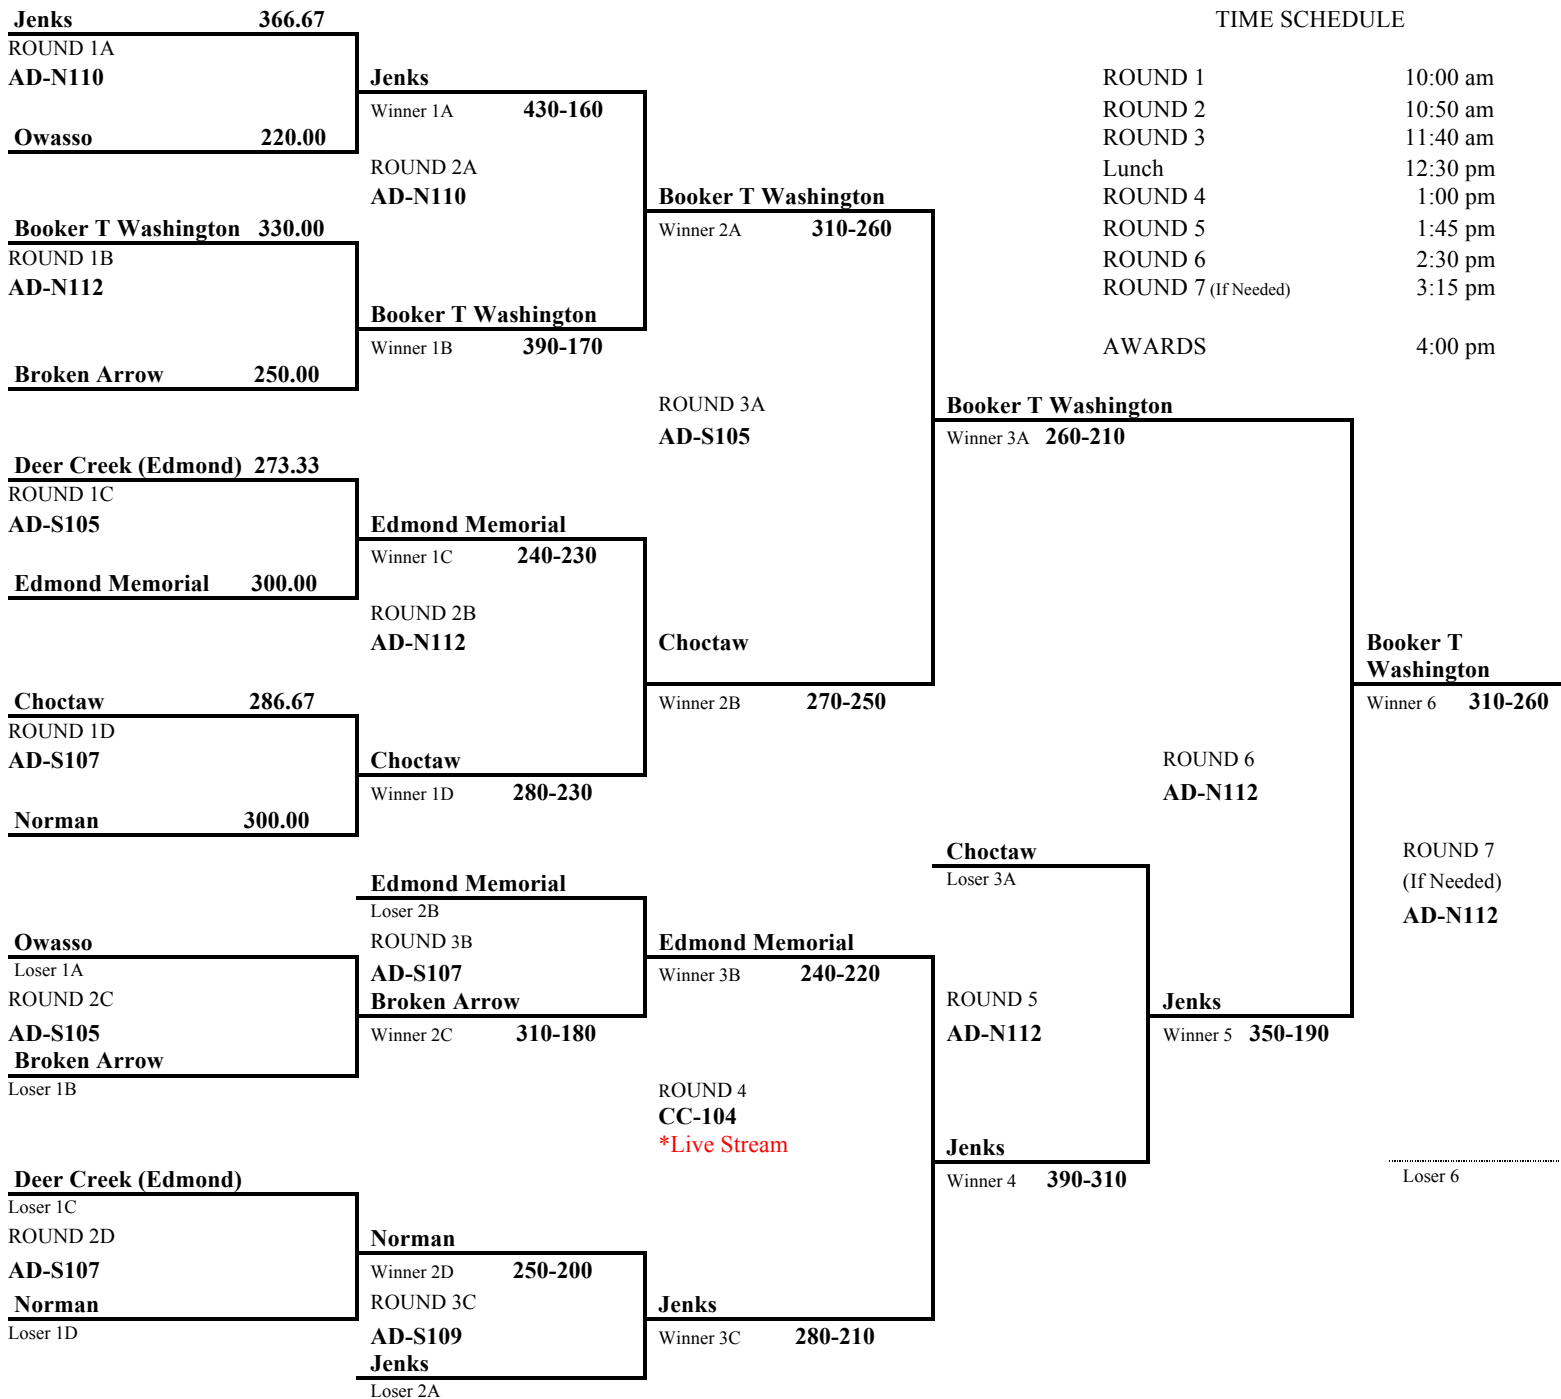 Jenks 366.67
ROUND 1A
AD-N110
Owasso 220.00
Booker T Washington 330.00
ROUND 1B
AD-N112
Broken Arrow 250.00
Deer Creek (Edmond) 273.33
ROUND 1C
AD-S105
Edmond Memorial 300.00
Choctaw 286.67
ROUND 1D
AD-S107
Norman 300.00
Owasso
Loser 1A
ROUND 2C
AD-S105
Broken Arrow
Loser 1B
Deer Creek (Edmond)
Loser 1C
ROUND 2D
AD-S107
Norman
Loser 1D
Jenks
Winner 1A 430-160
ROUND 2A
AD-N110
Booker T Washington
Winner 1B 390-170
Edmond Memorial
Winner 1C 240-230
ROUND 2B
AD-N112
Choctaw
Winner 1D 280-230
Edmond Memorial
Loser 2B
ROUND 3B
AD-S107
Broken Arrow
Winner 2C 310-180
Norman
Winner 2D 250-200
ROUND 3C
AD-S109
Jenks
Loser 2A
Booker T Washington
Winner 2A 310-260
ROUND 3A
AD-S105
Choctaw
Winner 2B 270-250
Edmond Memorial
Winner 3B 240-220
ROUND 4
CC-104
*Live Stream
Jenks
Winner 3C 280-210
Booker T Washington
Winner 3A 260-210
Choctaw
Loser 3A
ROUND 5
AD-N112
Jenks
Winner 4 390-310
ROUND 6
AD-N112
Jenks
Winner 5 350-190
Booker T
Washington
Winner 6 310-260
ROUND 7
(If Needed)
AD-N112
Loser 6
TIME SCHEDULE
ROUND 1 10:00 am
ROUND 2 10:50 am
ROUND 3 11:40 am
Lunch 12:30 pm
ROUND 4 1:00 pm
ROUND 5 1:45 pm
ROUND 6 2:30 pm
ROUND 7 (If Needed) 3:15 pm
AWARDS 4:00 pm